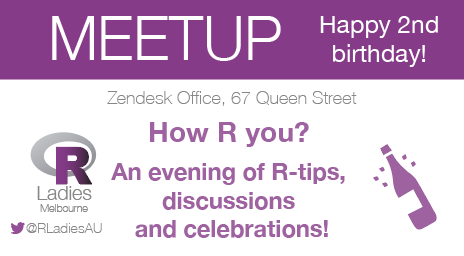 MEETUP
Happy 2nd
birthday!
Zendesk Office, 67 Queen Street
How R you?
An evening of R-tips,
discussions
and celebrations!
R
Ladies
Melbourne
@RLadiesAU